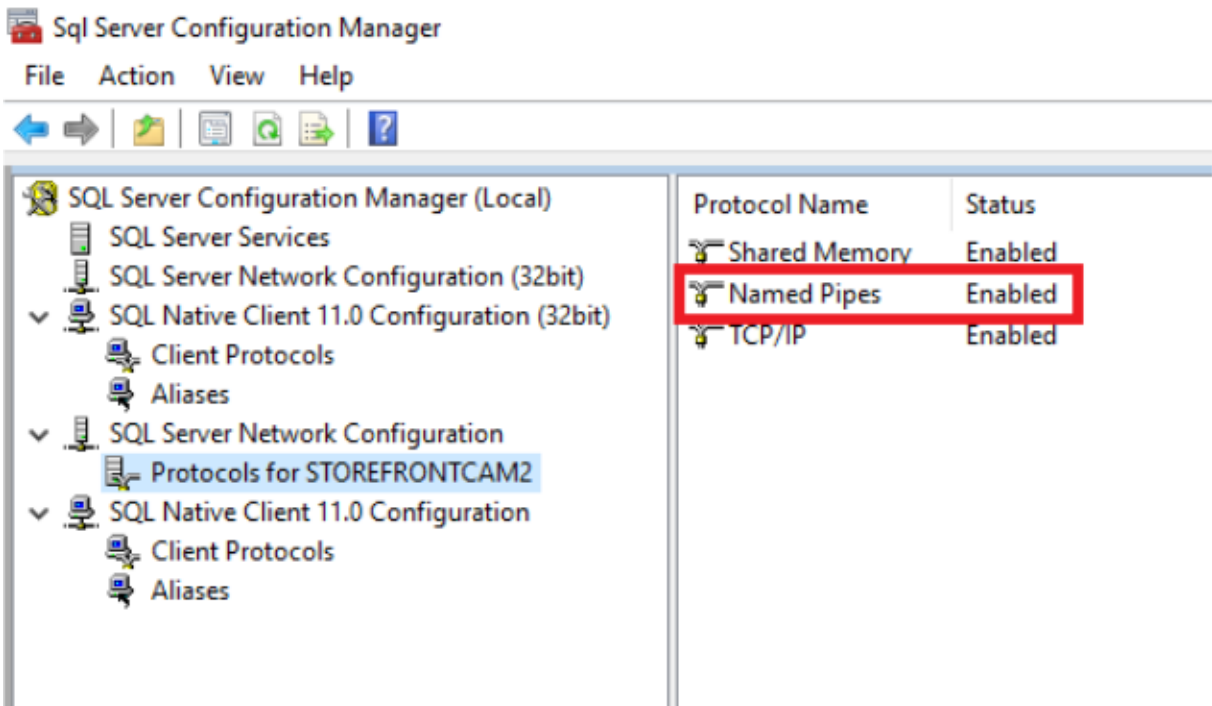 Sql Server Configuration Manager
File Action View Help
SQL Server Configuration Manager (Local)
SQL Server Services
SQL Server Network Configuration (32bit)
SQL Native Client 11.0 Configuration (32bit)
Client Protocols
Aliases
SQL Server Network Configuration
Protocols for STOREFRONTCAM2
SQL Native Client 11.0 Configuration
Client Protocols
Aliases
Protocol Name Status
Shared Memory Enabled
Named Pipes Enabled
TCP/IP Enabled